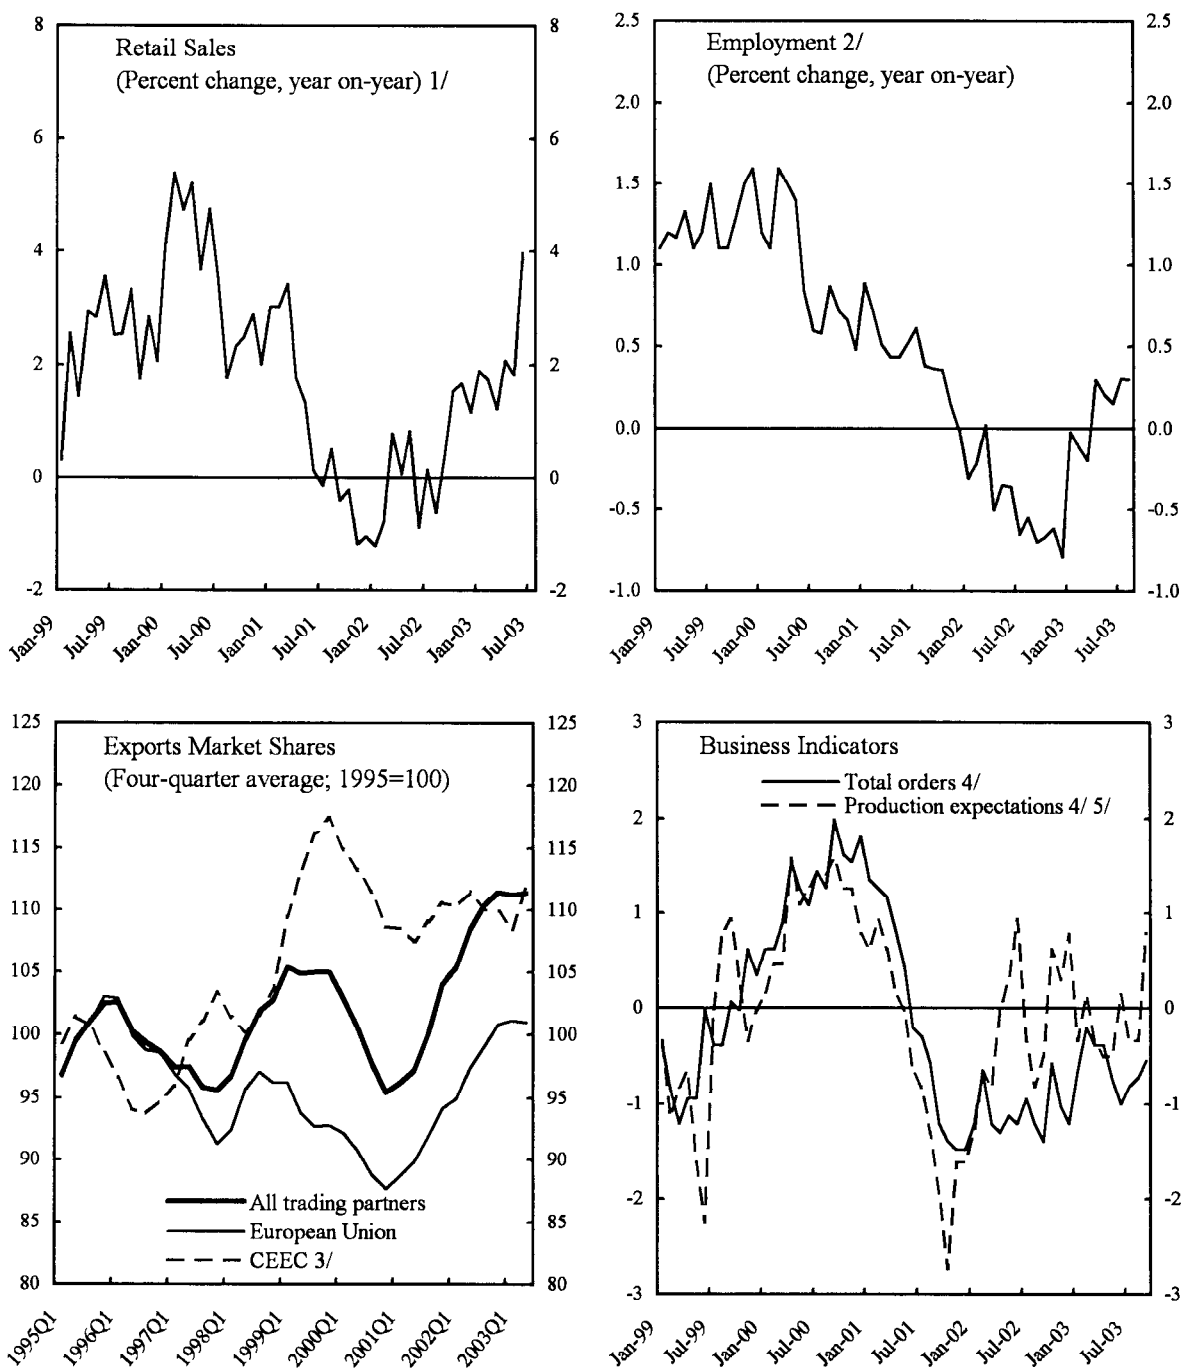 Retail Sales
(Percent change, year on-year) 1/
8
6
4
2
0
-2
8
6
4
2
0
-2
Jan-99
Jul-99
Jan-00
Jul-00
Jan-01
Jul-01
Jan-02
Jul-02
Jan-03
Jul-03
Employment 2/
(Percent change, year on-year)
2.5
2.0
1.5
1.0
0.5
0.0
-0.5
-1.0
2.5
2.0
1.5
1.0
0.5
0.0
-0.5
-1.0
Jan-99
Jul-99
Jan-00
Jul-00
Jan-01
Jul-01
Jan-02
Jul-02
Jan-03
Jul-03
Exports Market Shares
(Four-quarter average; 1995=100)
125
120
115
110
105
100
95
90
85
80
125
120
115
110
105
100
95
90
85
80
All trading partners
European Union
CEEC 3/
1995Q1
1996Q1
1997Q1
1998Q1
1999Q1
2000Q1
2001Q1
2002Q1
2003Q1
Business Indicators
Total orders 4/
Production expectations 4/ 5/
3
2
1
0
-1
-2
-3
3
2
1
0
-1
-2
-3
Jan-99
Jul-99
Jan-00
Jul-00
Jan-01
Jul-01
Jan-02
Jul-02
Jan-03
Jul-03